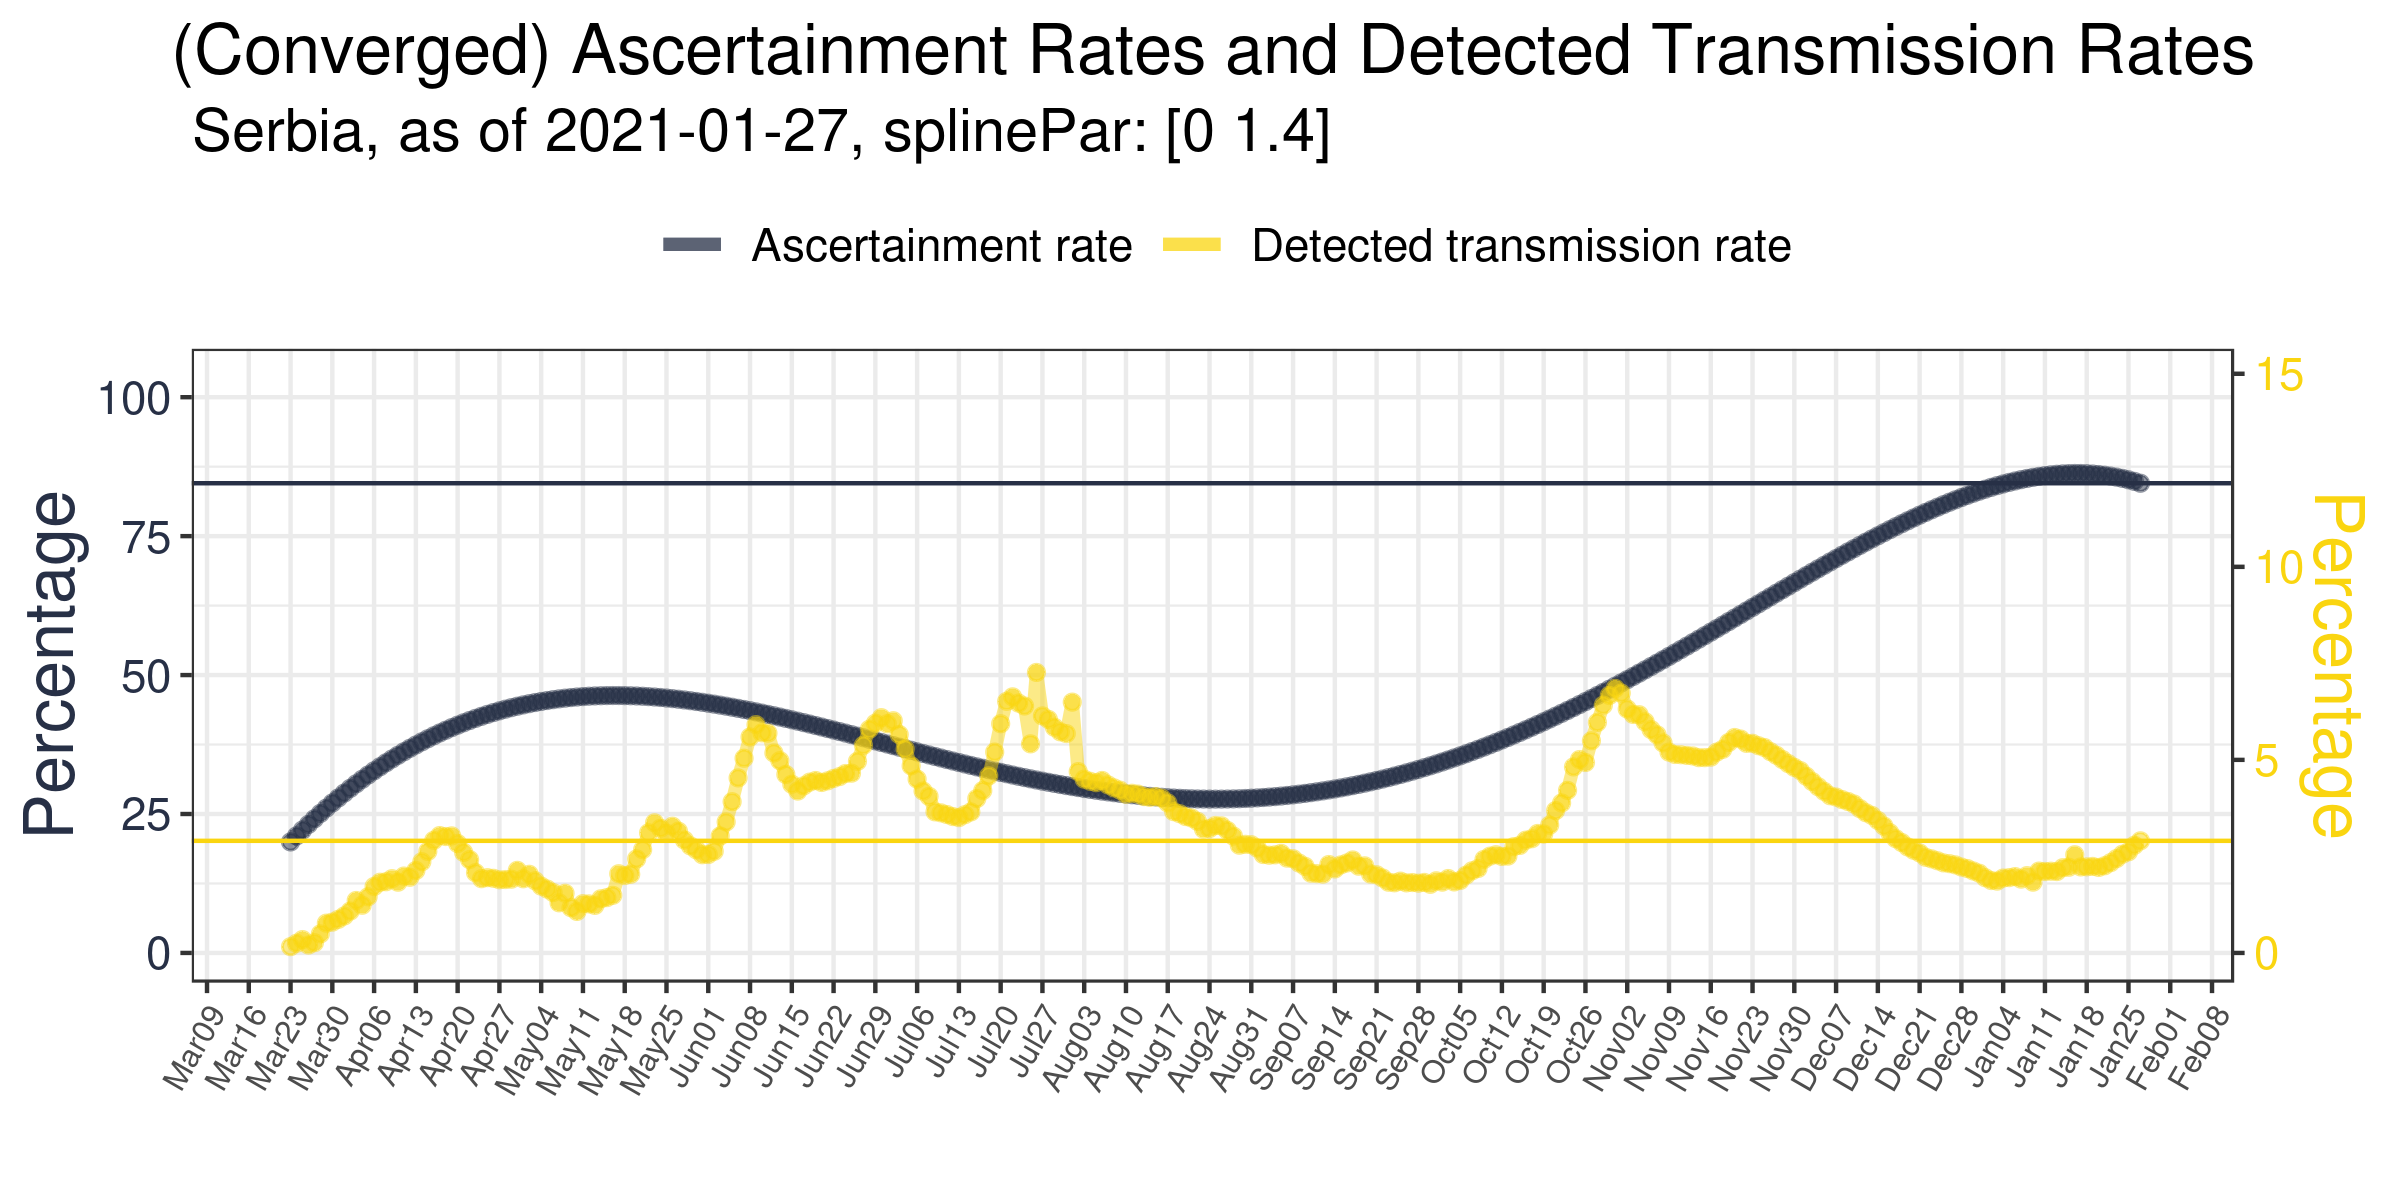 (Converged) Ascertainment Rates and Detected Transmission Rates
Serbia, as of 2021-01-27, splinePar: [0 1.4]
Ascertainment rate Detected transmission rate
Percentage
100
75
50
25
0
15
10
5
0
Percentage
Mar09 Mar16 Mar23 Mar30 Apr06 Apr13 Apr20 Apr27 May04 May11 May18 May25 Jun01 Jun08 Jun15 Jun22 Jun29 Jul06 Jul13 Jul20 Jul27 Aug03 Aug10 Aug17 Aug24 Aug31 Sep07 Sep14 Sep21 Sep28 Oct05 Oct12 Oct19 Oct26 Nov02 Nov09 Nov16 Nov23 Nov30 Dec07 Dec14 Dec21 Dec28 Jan04 Jan11 Jan18 Jan25 Feb01 Feb08